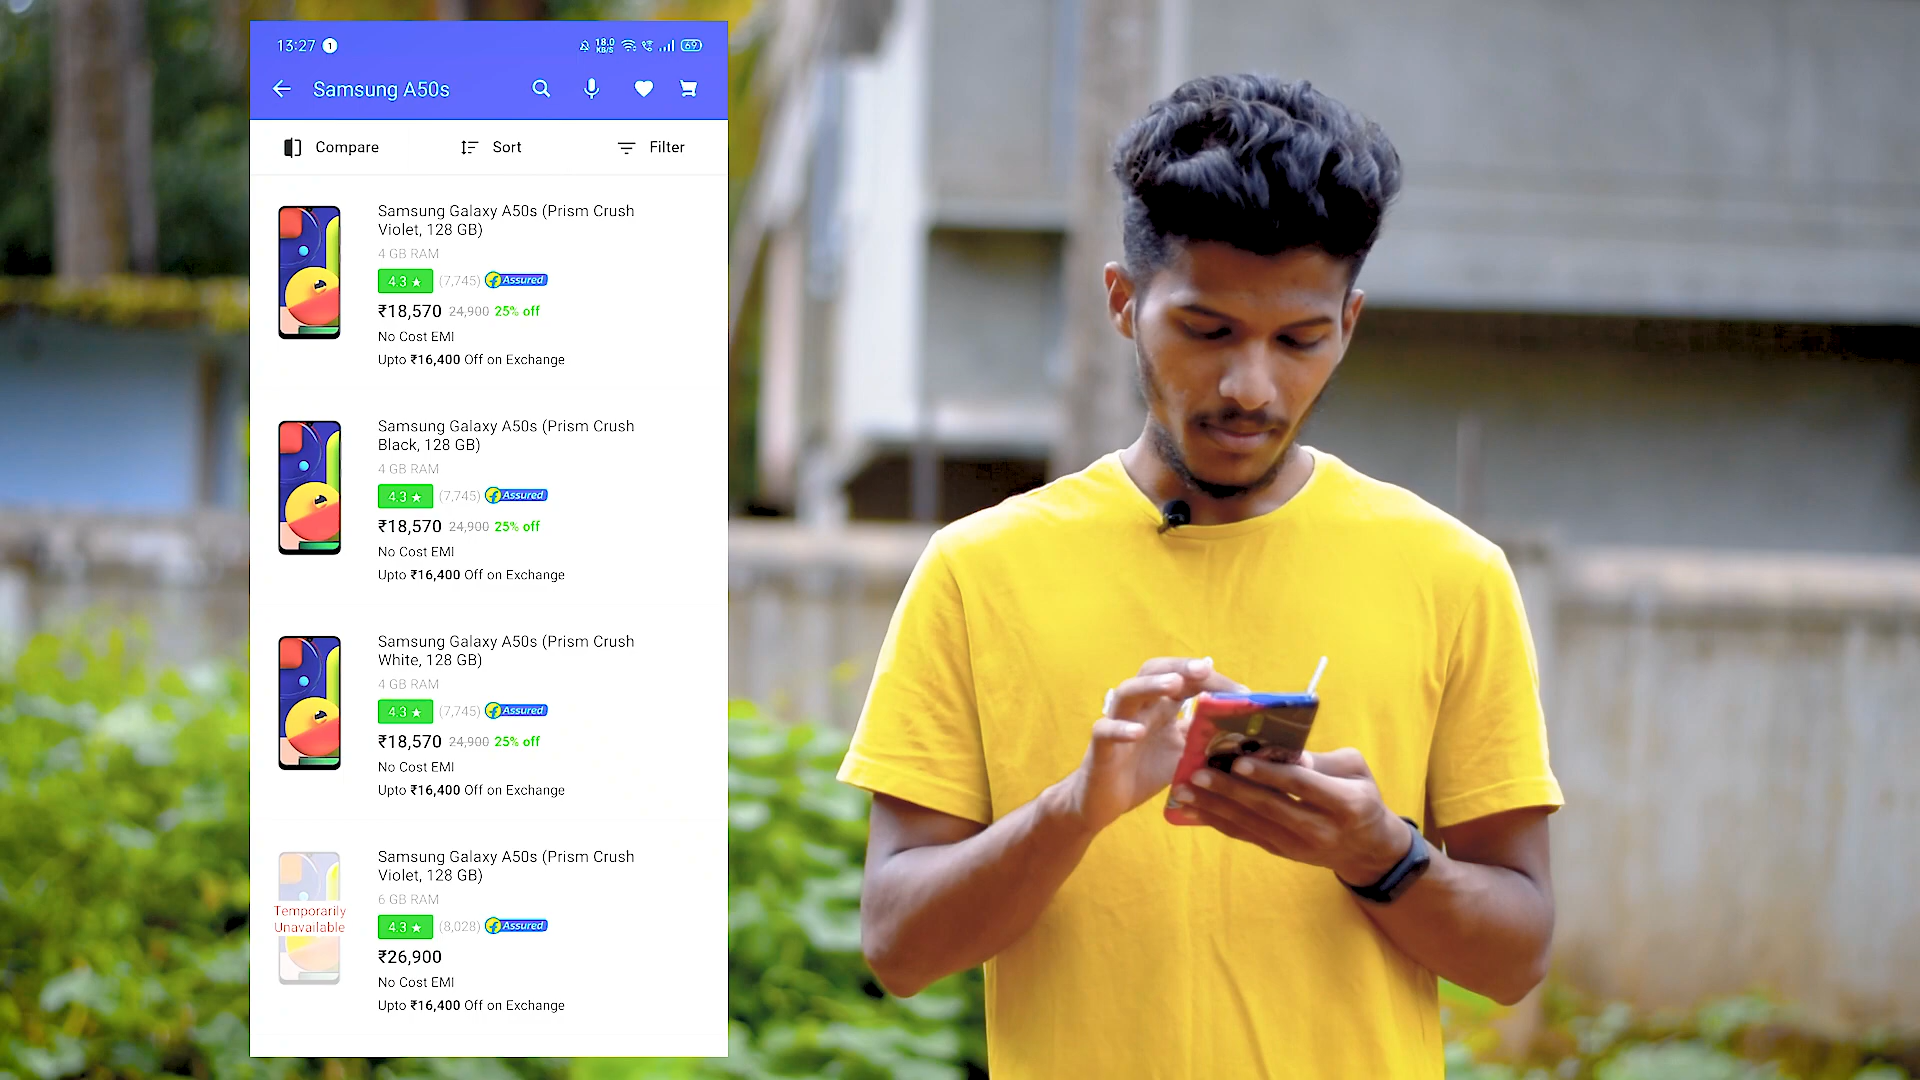 13:27 1 18.0 KB/S 69
Samsung A50s
Compare Sort Filter
Samsung Galaxy A50s (Prism Crush
Violet, 128 GB)
4 GB RAM
4.3 ★ (7,745) Assured
₹18,570 24,900 25% off
No Cost EMI
Upto ₹16,400 Off on Exchange
Samsung Galaxy A50s (Prism Crush
Black, 128 GB)
4 GB RAM
4.3 ★ (7,745) Assured
₹18,570 24,900 25% off
No Cost EMI
Upto ₹16,400 Off on Exchange
Samsung Galaxy A50s (Prism Crush
White, 128 GB)
4 GB RAM
4.3 ★ (7,745) Assured
₹18,570 24,900 25% off
No Cost EMI
Upto ₹16,400 Off on Exchange
Samsung Galaxy A50s (Prism Crush
Violet, 128 GB)
6 GB RAM
Temporarily
Unavailable
4.3 ★ (8,028) Assured
₹26,900
No Cost EMI
Upto ₹16,400 Off on Exchange